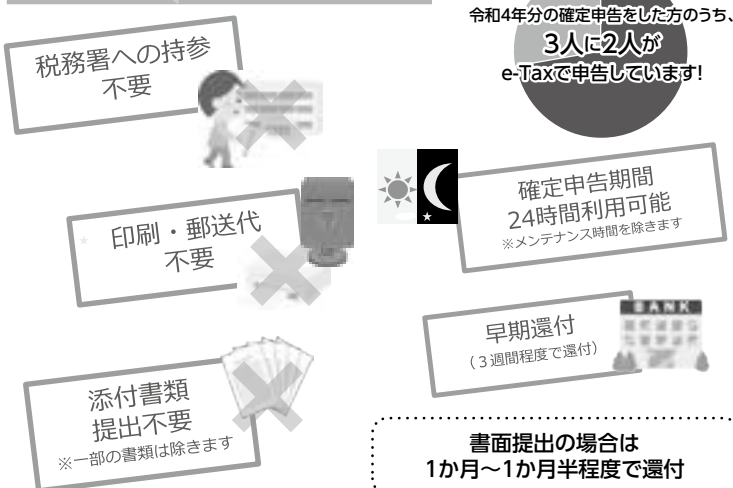 令和4年分の確定申告をした方のうち、
3人に2人が
e-Taxで申告しています!
税務署への持参
不要
確定申告期間
24時間利用可能
※メンテナンス時間を除きます
印刷・郵送代
不要
早期還付
(3週間程度で還付)
BANK
添付書類
提出不要
※一部の書類は除きます
書面提出の場合は
1か月～1か月半程度で還付